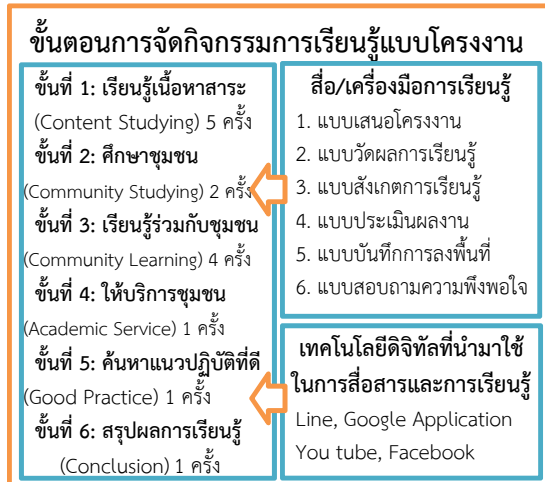 ขั้นตอนการจัดกิจกรรมการเรียนรู้แบบโครงงาน
ขั้นที่ 1: เรียนรู้เนื้อหาสาระ
(Content Studying) 5 ครั้ง
ขั้นที่ 2: ศึกษาชุมชน
(Community Studying) 2 ครั้ง
ขั้นที่ 3: เรียนรู้ร่วมกับชุมชน
(Community Learning) 4 ครั้ง
ขั้นที่ 4: ให้บริการชุมชน
(Academic Service) 1 ครั้ง
ขั้นที่ 5: ค้นหาแนวปฏิบัติที่ดี
(Good Practice) 1 ครั้ง
ขั้นที่ 6: สรุปผลการเรียนรู้
(Conclusion) 1 ครั้ง
สื่อ/เครื่องมือการเรียนรู้
1. แบบเสนอโครงงาน
2. แบบวัดผลการเรียนรู้
3. แบบสังเกตการเรียนรู้
4. แบบประเมินผลงาน
5. แบบบันทึกการลงพื้นที่
6. แบบสอบถามความพึงพอใจ
เทคโนโลยีดิจิทัลที่นำมาใช้
ในการสื่อสารและการเรียนรู้
Line, Google Application
You tube, Facebook